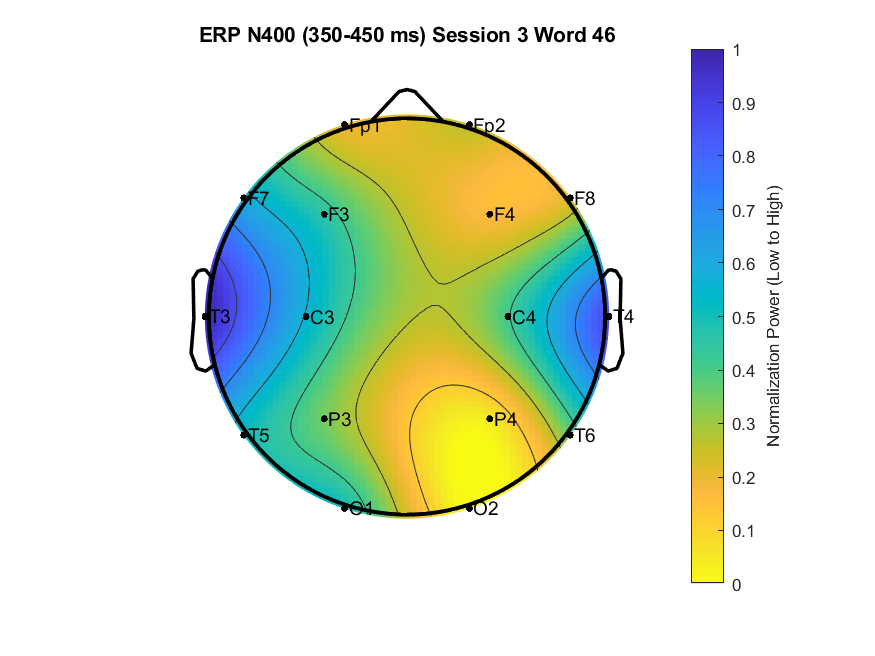 ERP N400 (350-450 ms) Session 3 Word 46
Fp1 Fp2
F7 F8
F3 F4
T3 C3 C4 T4
P3 P4
T5 T6
O1 O2
1
0.9
0.8
0.7
0.6
0.5
0.4
0.3
0.2
0.1
0
Normalization Power (Low to High)